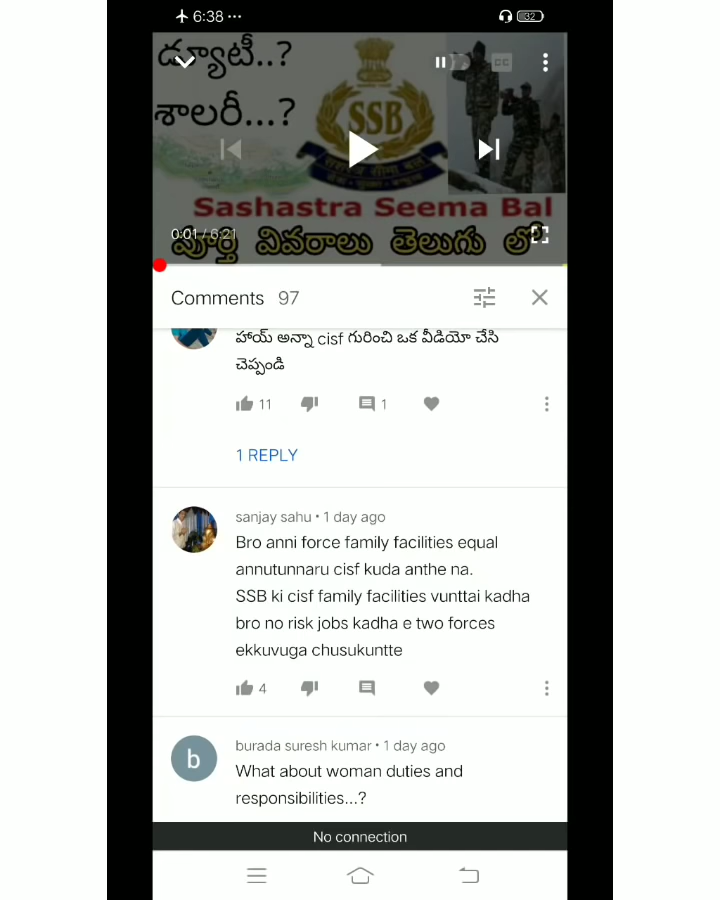 6:38 •••
32
డ్యూటీ..?
CC
శాలరీ...?
SSB
Sashastra Seema Bal
0:01 / 6:21
పూర్తి వివరాలు తెలుగు లో
Comments 97
హాయ్ అన్నా cisf గురించి ఒక వీడియో చేసి
చెప్పండి
11
1
1 REPLY
sanjay sahu • 1 day ago
Bro anni force family facilities equal
annutunnaru cisf kuda anthe na.
SSB ki cisf family facilities vunttai kadha
bro no risk jobs kadha e two forces
ekkuvuga chusukuntte
4
b
burada suresh kumar • 1 day ago
What about woman duties and
responsibilities...?
No connection